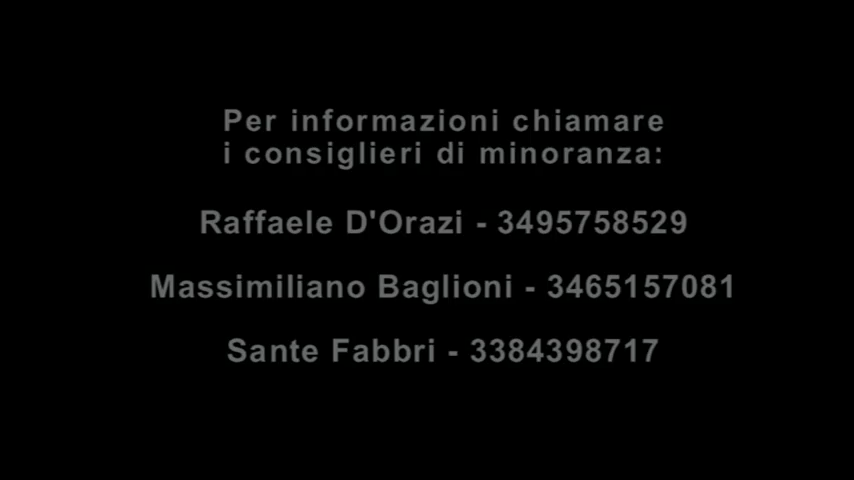 Per informazioni chiamare
i consiglieri di minoranza:
Raffaele D'Orazi - 3495758529
Massimiliano Baglioni - 3465157081
Sante Fabbri - 3384398717